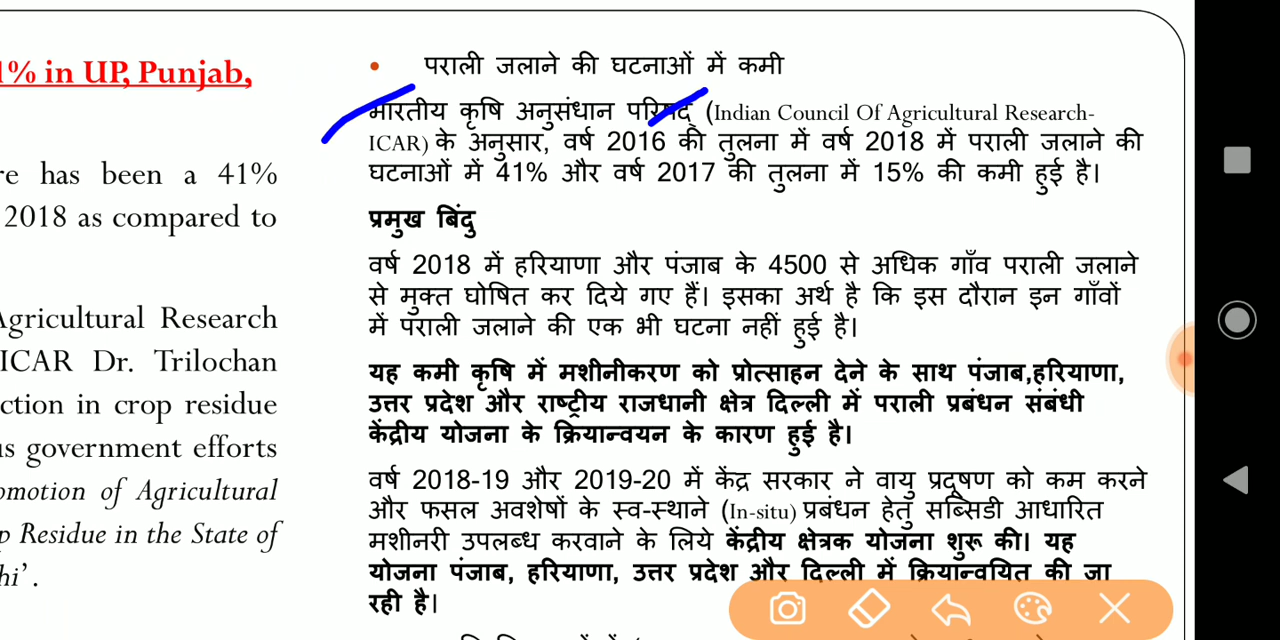 1% in UP, Punjab,
re has been a 41%
2018 as compared to
Agricultural Research
ICAR Dr. Trilochan
ction in crop residue
us government efforts
omotion of Agricultural
p Residue in the State of
hi’.
• पराली जलाने की घटनाओं में कमी
भारतीय कृषि अनुसंधान परिषद् (Indian Council Of Agricultural Research-
ICAR) के अनुसार, वर्ष 2016 की तुलना में वर्ष 2018 में पराली जलाने की
घटनाओं में 41% और वर्ष 2017 की तुलना में 15% की कमी हुई है।
प्रमुख बिंदु
वर्ष 2018 में हरियाणा और पंजाब के 4500 से अधिक गाँव पराली जलाने
से मुक्त घोषित कर दिये गए हैं। इसका अर्थ है कि इस दौरान इन गाँवों
में पराली जलाने की एक भी घटना नहीं हुई है।
यह कमी कृषि में मशीनीकरण को प्रोत्साहन देने के साथ पंजाब,हरियाणा,
उत्तर प्रदेश और राष्ट्रीय राजधानी क्षेत्र दिल्ली में पराली प्रबंधन संबंधी
केंद्रीय योजना के क्रियान्वयन के कारण हुई है।
वर्ष 2018-19 और 2019-20 में केंद्र सरकार ने वायु प्रदूषण को कम करने
और फसल अवशेषों के स्व-स्थाने (In-situ) प्रबंधन हेतु सब्सिडी आधारित
मशीनरी उपलब्ध करवाने के लिये केंद्रीय क्षेत्रक योजना शुरू की। यह
योजना पंजाब, हरियाणा, उत्तर प्रदेश और दिल्ली में क्रियान्वयित की जा
रही है।